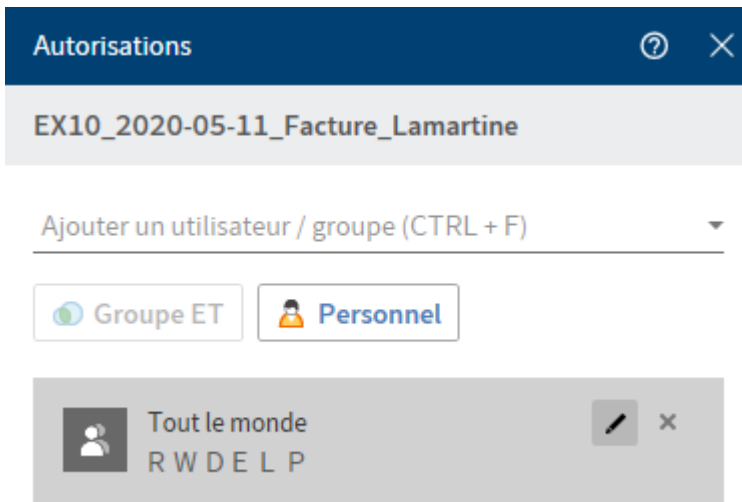 Autorisations
EX10_2020-05-11_Facture_Lamartine
Ajouter un utilisateur / groupe (CTRL + F)
Groupe ET Personnel
Tout le monde
R W D E L P